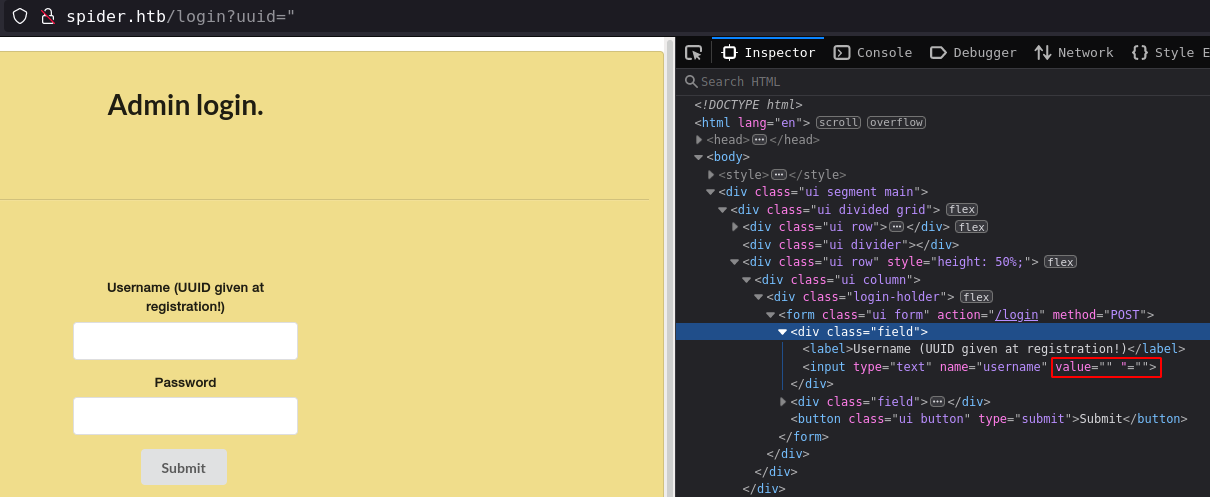 spider.htb/login?uuid="
Admin login.
Username (UUID given at
registration!)
Password
Submit
Inspector
Console
Debugger
Network
Style E
Search HTML
<!DOCTYPE html>
<html lang="en"> scroll overflow
<head> ••• </head>
<body>
<style> ••• </style>
<div class="ui segment main">
<div class="ui divided grid"> flex
<div class="ui row"> ••• </div> flex
<div class="ui divider"></div>
<div class="ui row" style="height: 50%;"> flex
<div class="ui column">
<div class="login-holder"> flex
<form class="ui form" action="/login" method="POST">
<div class="field">
<label>Username (UUID given at registration!)</label>
<input type="text" name="username" value="" "="">
</div>
<div class="field"> ••• </div>
<button class="ui button" type="submit">Submit</button>
</form>
</div>
</div>
</div>